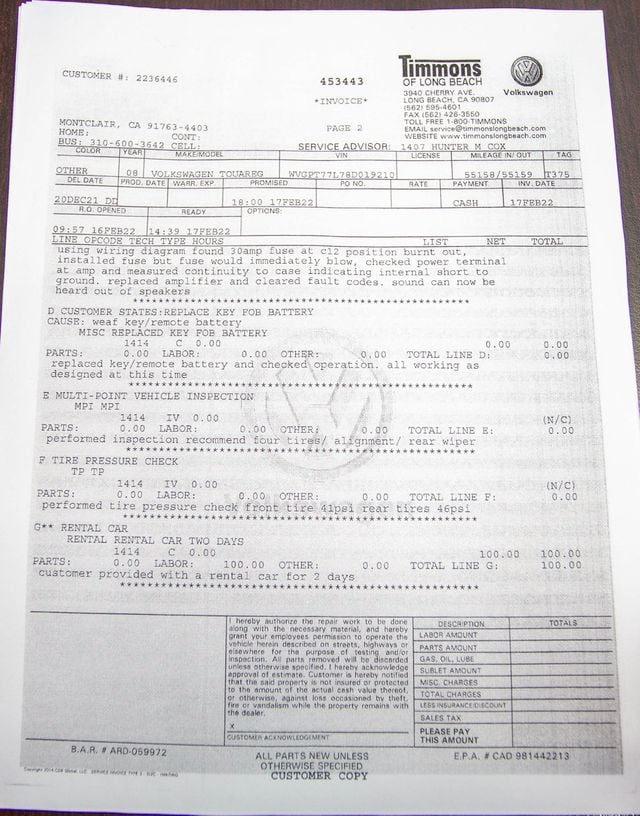 CUSTOMER #: 2236446
453443
*INVOICE*
Timmons
OF LONG BEACH
Volkswagen
3940 CHERRY AVE.
LONG BEACH, CA 90807
(562) 595-4601
FAX (562) 426-3550
TOLL FREE 1-800-TIMMONS
EMAIL service@timmonslongbeach.com
WEBSITE www.timmonslongbeach.com
MONTCLAIR, CA 91763-4403
PAGE 2
HOME: CONT:
BUS: 310-600-3642 CELL:
SERVICE ADVISOR: 1407 HUNTER M COX
COLOR YEAR MAKE/MODEL VIN LICENSE MILEAGE IN/ OUT TAG
OTHER 08 VOLKSWAGEN TOUAREG WVGPT77L78D019210 55158/55159 T375
DEL DATE PROD. DATE WARR. EXP. PROMISED PO NO. RATE PAYMENT INV. DATE
20DEC21 DD 18:00 17FEB22 CASH 17FEB22
R.O. OPENED READY OPTIONS:
09:57 16FEB22 14:39 17FEB22
LINE OPCODE TECH TYPE HOURS LIST NET TOTAL
using wiring diagram found 30amp fuse at c12 position burnt out,
installed fuse but fuse would immediately blow, checked power terminal
at amp and measured continuity to case indicating internal short to
ground. replaced amplifier and cleared fault codes. sound can now be
heard out of speakers
****************************************************
D CUSTOMER STATES:REPLACE KEY FOB BATTERY
CAUSE: weaf key/remote battery
MISC REPLACED KEY FOB BATTERY
1414 C 0.00 0.00 0.00
PARTS: 0.00 LABOR: 0.00 OTHER: 0.00 TOTAL LINE D: 0.00
replaced key/remote battery and checked operation. all working as
designed at this time
****************************************************
E MULTI-POINT VEHICLE INSPECTION
MPI MPI
1414 IV 0.00 (N/C)
PARTS: 0.00 LABOR: 0.00 OTHER: 0.00 TOTAL LINE E: 0.00
performed inspection recommend four tires/ alignment/ rear wiper
****************************************************
F TIRE PRESSURE CHECK
TP TP
1414 IV 0.00 (N/C)
PARTS: 0.00 LABOR: 0.00 OTHER: 0.00 TOTAL LINE F: 0.00
performed tire pressure check front tire 41psi rear tires 46psi
****************************************************
G** RENTAL CAR
RENTAL RENTAL CAR TWO DAYS
1414 C 0.00 100.00 100.00
PARTS: 0.00 LABOR: 100.00 OTHER: 0.00 TOTAL LINE G: 100.00
customer provided with a rental car for 2 days
****************************************************
I hereby authorize the repair work to be done
along with the necessary material, and hereby
grant your employees permission to operate the
vehicle herein described on streets, highways or
elsewhere for the purpose of testing and/or
inspection. All parts removed will be discarded
unless otherwise specified. I hereby acknowledge
approval of estimate. Customer is hereby notified
that the said property is not insured or protected
to the amount of the actual cash value thereof,
or otherwise, against loss occasioned by theft,
fire or vandalism while the property remains with
the dealer.
X
CUSTOMER ACKNOWLEDGEMENT
DESCRIPTION TOTALS
LABOR AMOUNT
PARTS AMOUNT
GAS, OIL, LUBE
SUBLET AMOUNT
MISC. CHARGES
TOTAL CHARGES
LESS INSURANCE/DISCOUNT
SALES TAX
PLEASE PAY
THIS AMOUNT
B.A.R. # ARD-059972
ALL PARTS NEW UNLESS
OTHERWISE SPECIFIED
E.P.A. # CAD 981442213
CUSTOMER COPY